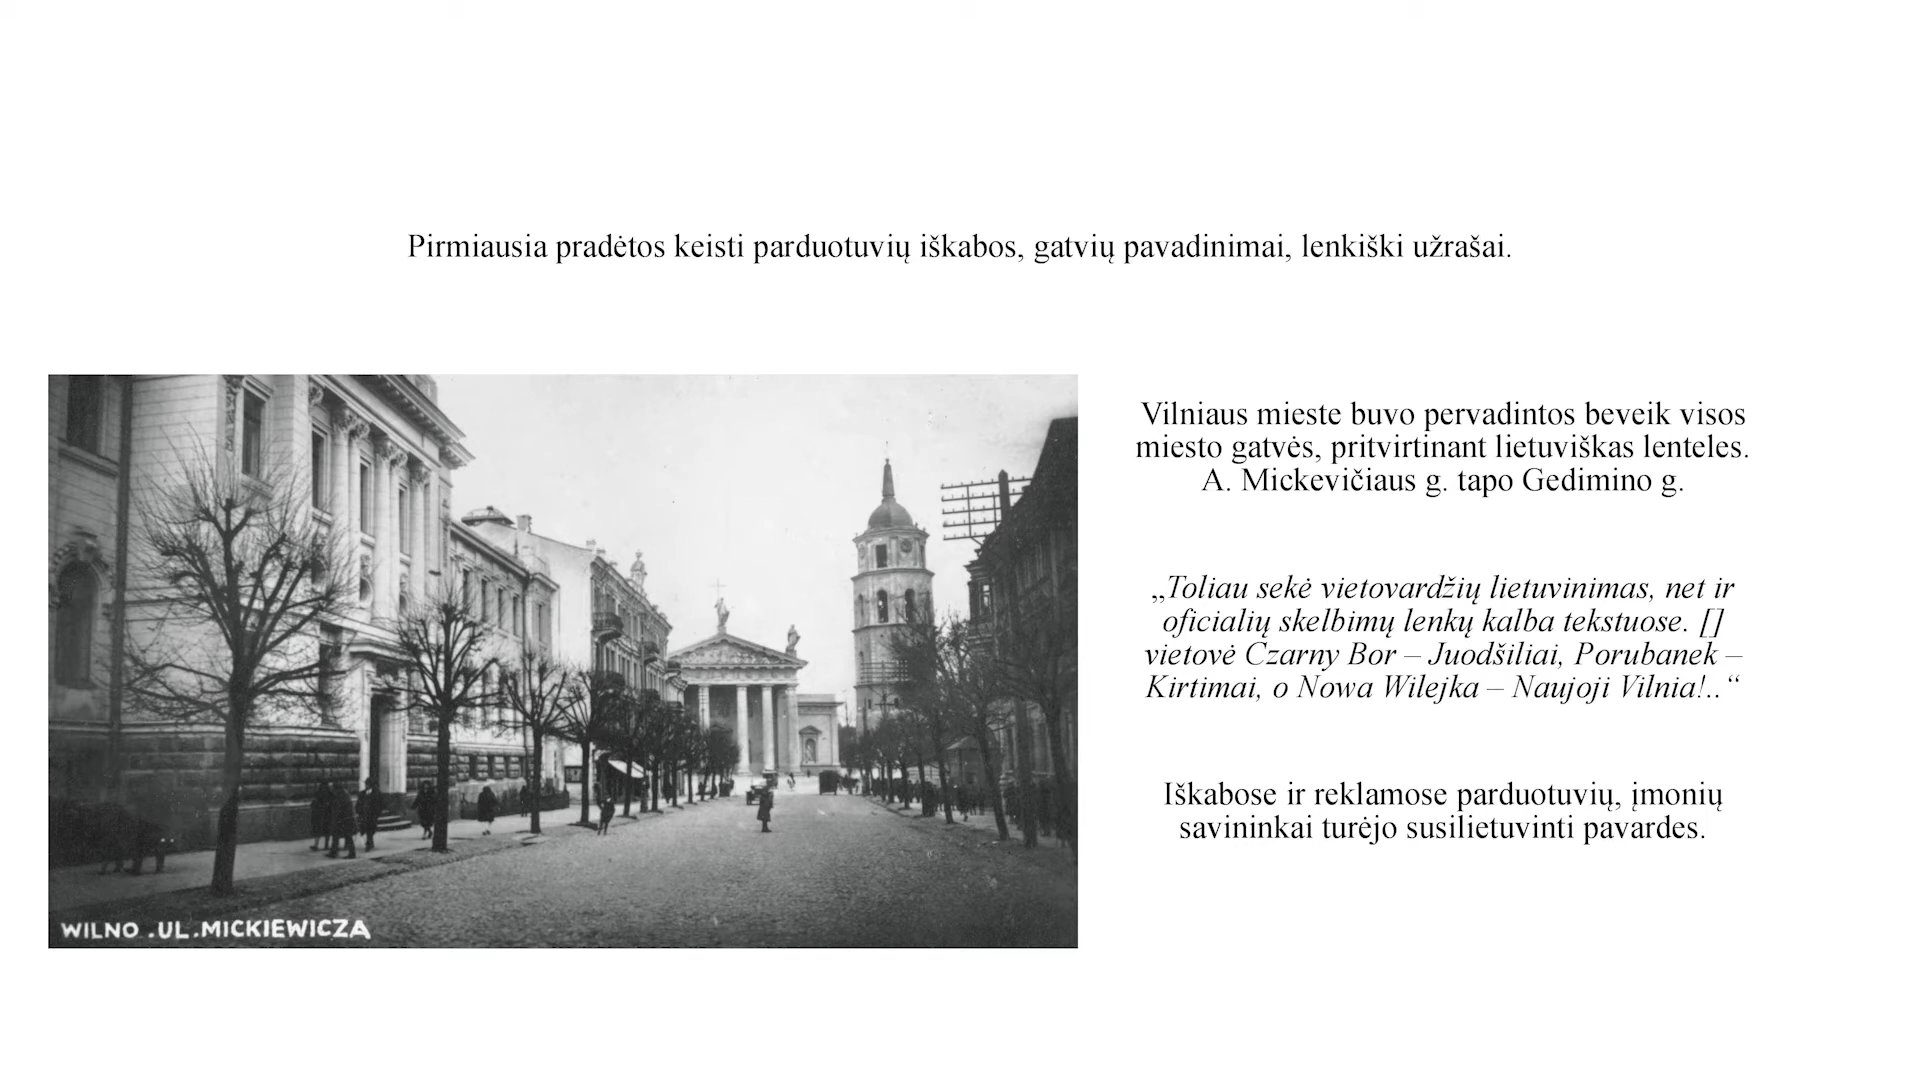 Pirmiausia pradėtos keisti parduotuvių iškabos, gatvių pavadinimai, lenkiški užrašai.
WILNO.UL.MICKIEWICZA
Vilniaus mieste buvo pervadintos beveik visos
miesto gatvės, pritvirtinant lietuviškas lenteles.
A. Mickevičiaus g. tapo Gedimino g.
„Toliau sekė vietovardžių lietuvinimas, net ir
oficialių skelbimų lenkų kalba tekstuose. []
vietovė Czarny Bor – Juodšiliai, Porubanek –
Kirtimai, o Nowa Wilejka – Naujoji Vilnia!..“
Iškabose ir reklamose parduotuvių, įmonių
savininkai turėjo susilietuvinti pavardes.